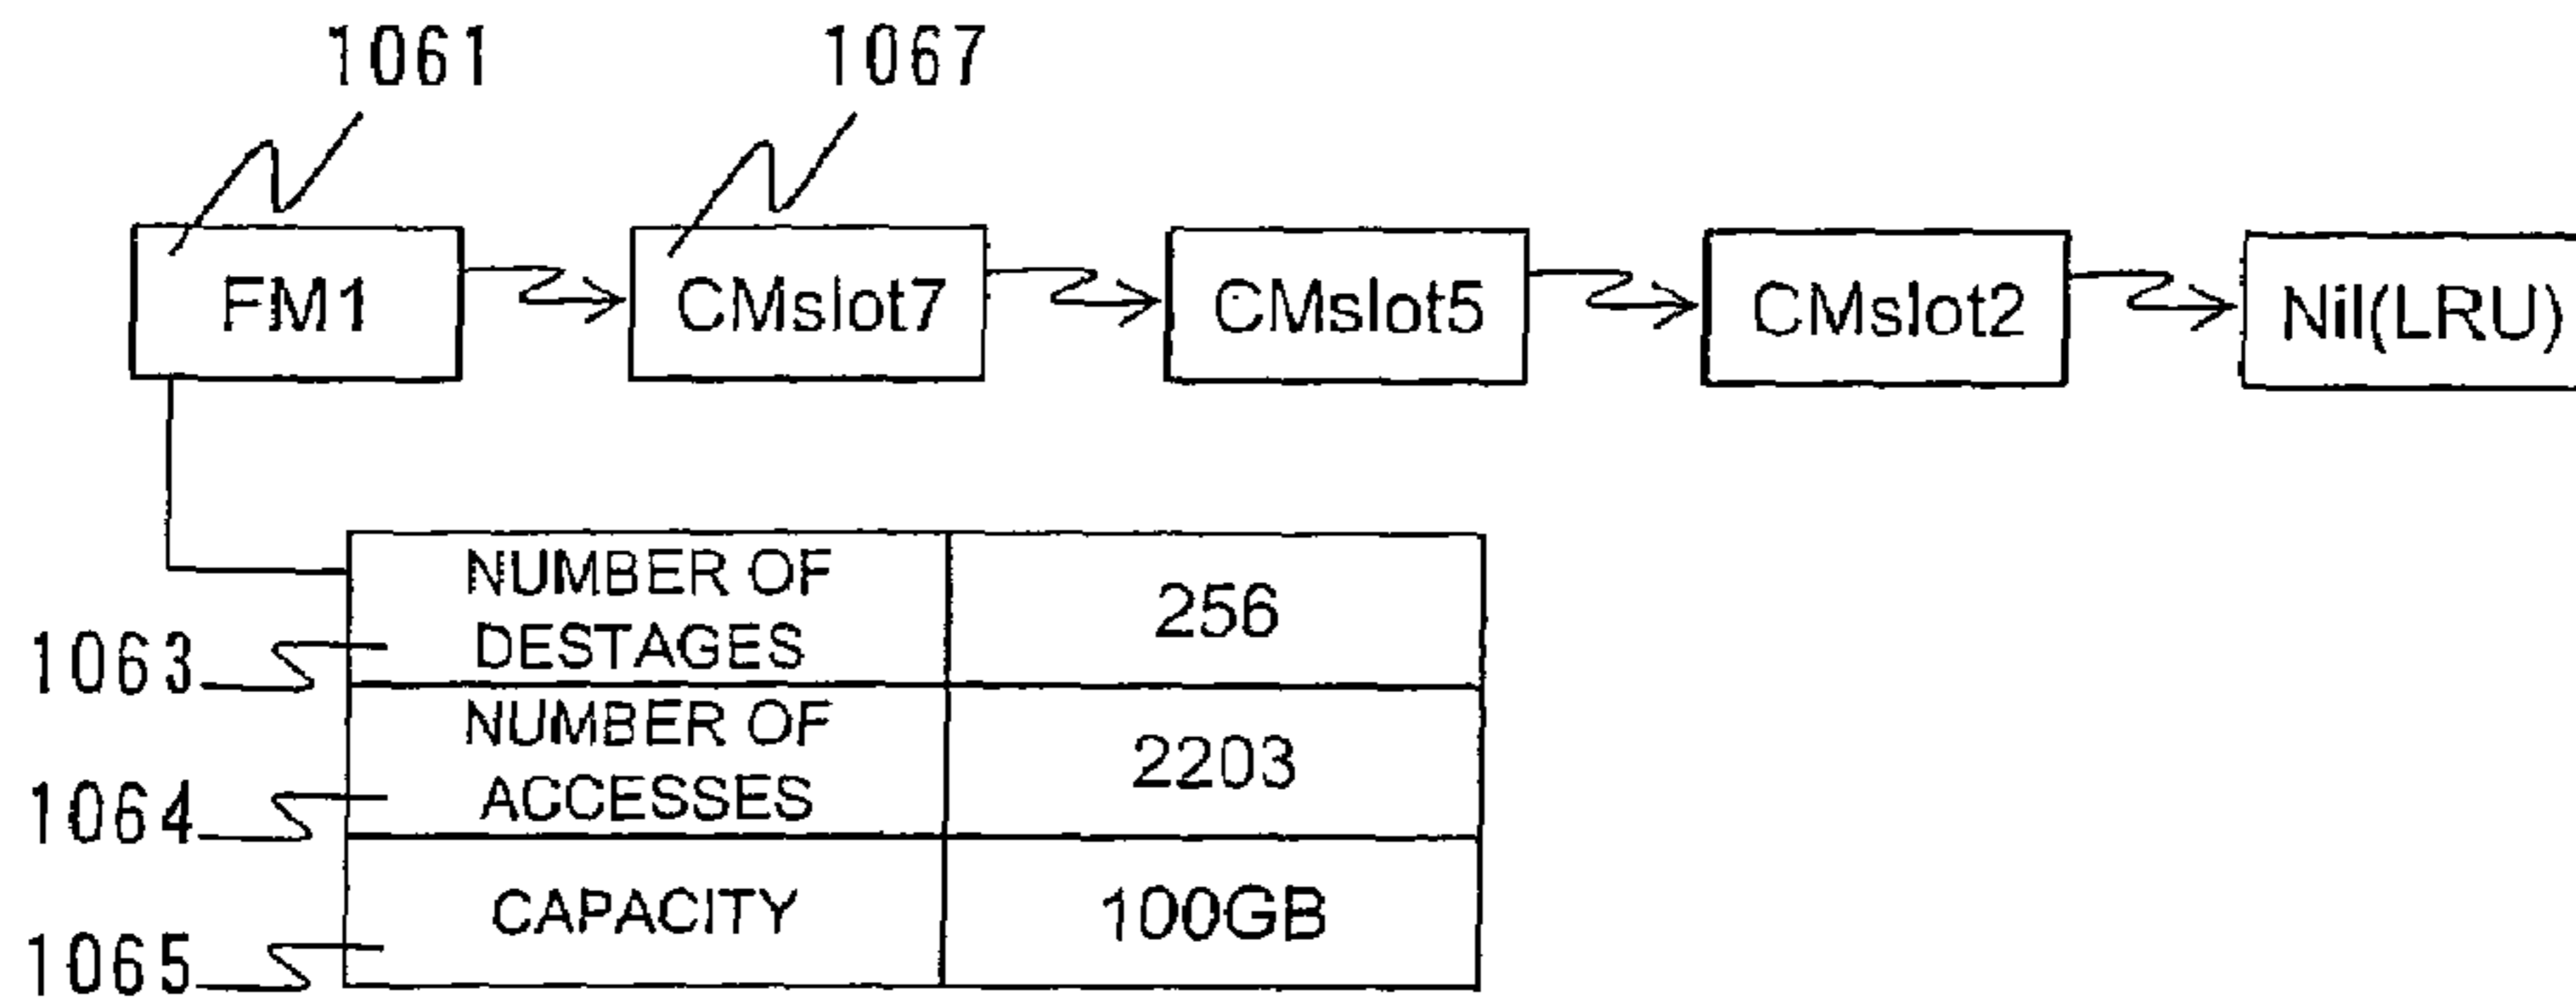 1061 1067
FM1 CMslot7 CMslot5 CMslot2 Nil(LRU)
NUMBER OF
DESTAGES 256
1063
NUMBER OF
ACCESSES 2203
1064
CAPACITY 100GB
1065